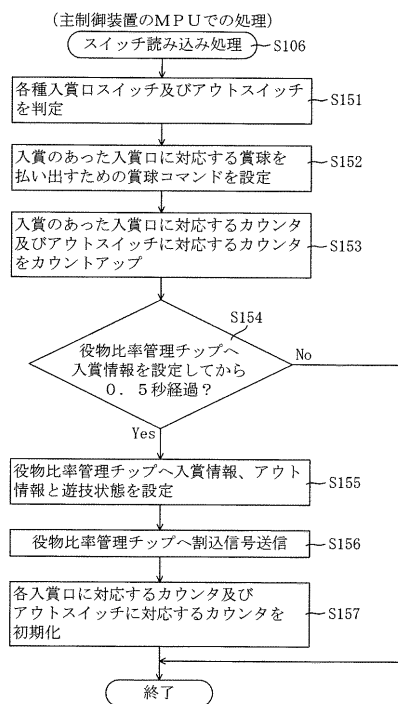 (主制御装置のMPUでの処理)
スイッチ読み込み処理
S106
各種入賞口スイッチ及びアウトスイッチ
を判定
S151
入賞のあった入賞口に対応する賞球を
払い出すための賞球コマンドを設定
S152
入賞のあった入賞口に対応するカウンタ
及びアウトスイッチに対応するカウンタ
をカウントアップ
S153
S154
役物比率管理チップへ
入賞情報を設定してから
0.5秒経過?
No
Yes
役物比率管理チップへ入賞情報、アウト
情報と遊技状態を設定
S155
役物比率管理チップへ割込信号送信
S156
各入賞口に対応するカウンタ及び
アウトスイッチに対応するカウンタを
初期化
S157
終了